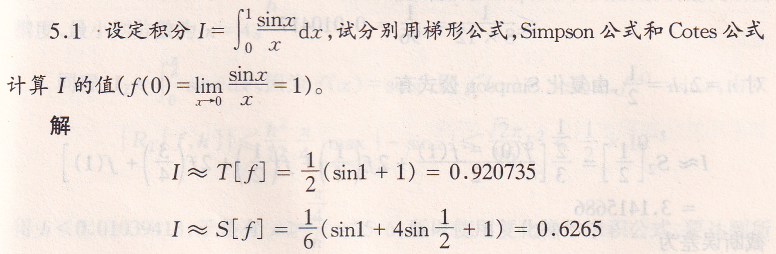 5.1 设定积分 I = ∫₀¹ sinx/x dx,试分别用梯形公式,Simpson 公式和 Cotes 公式
计算 I 的值(f(0) = lim_{x→0} sinx/x = 1)。
解
I ≈ T[f] = 1/2 (sin1 + 1) = 0.920735
I ≈ S[f] = 1/6 (sin1 + 4sin 1/2 + 1) = 0.6265